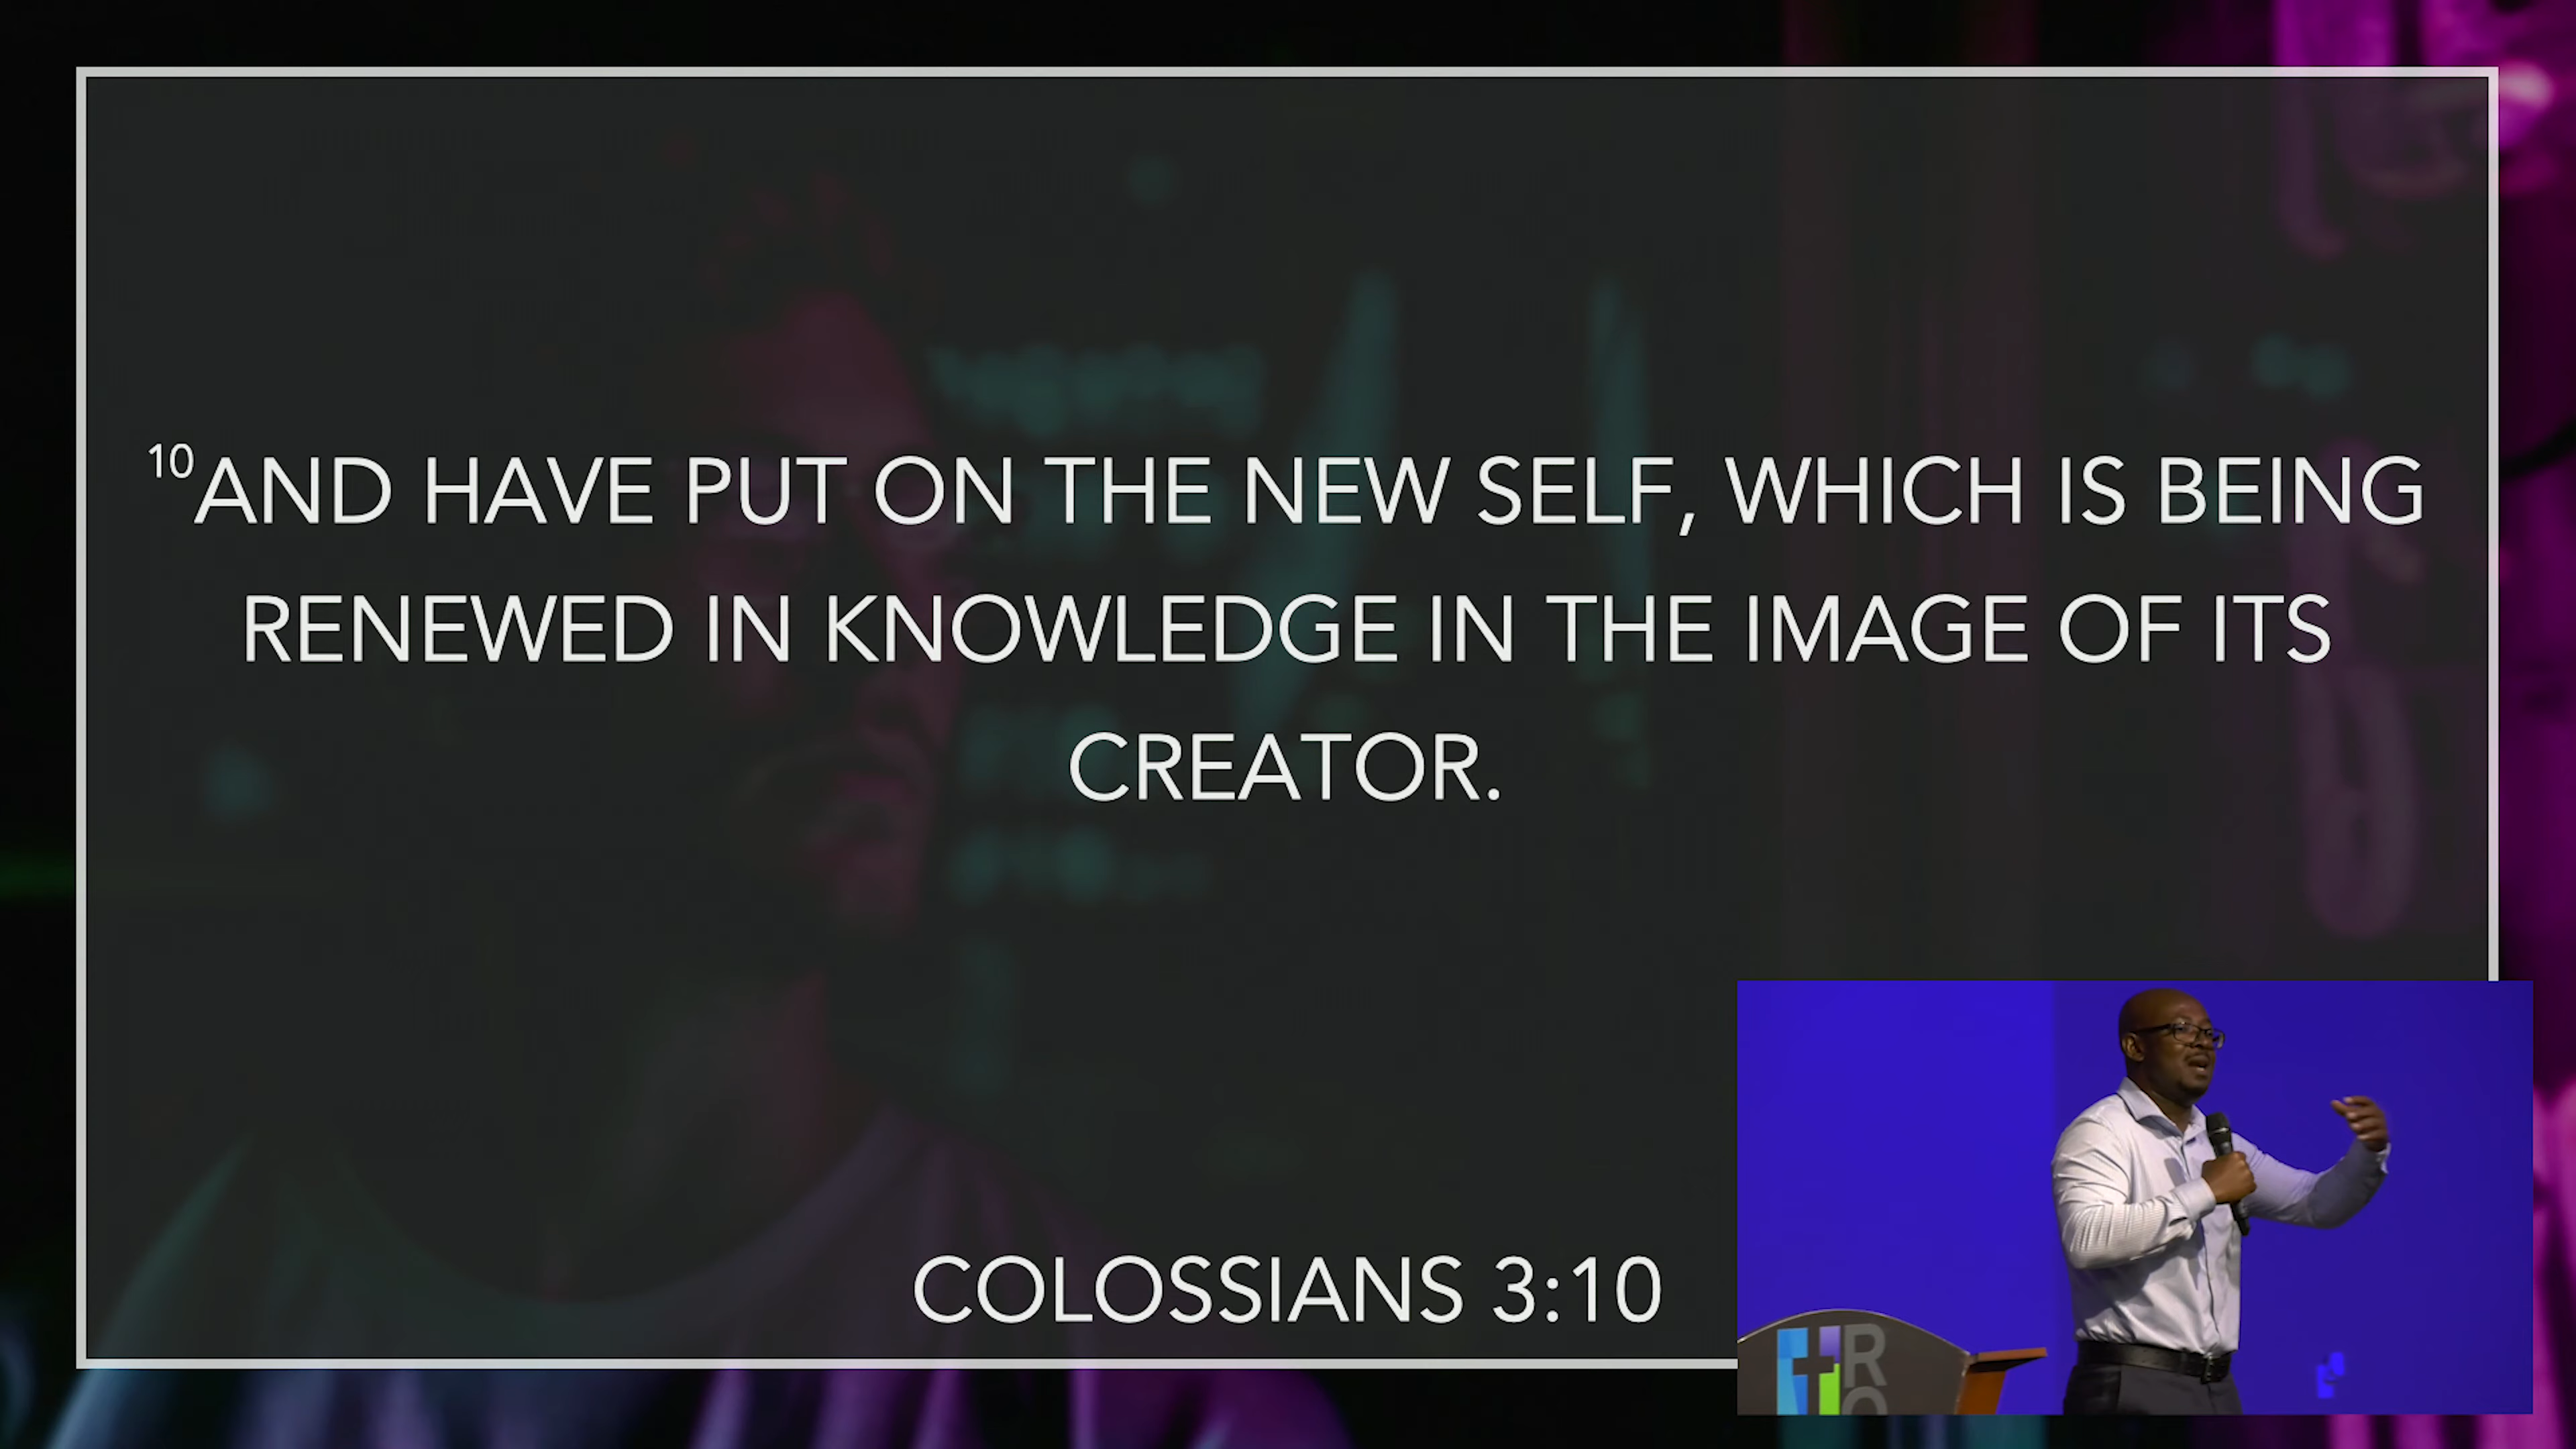 10AND HAVE PUT ON THE NEW SELF, WHICH IS BEING
RENEWED IN KNOWLEDGE IN THE IMAGE OF ITS
CREATOR.
COLOSSIANS 3:10
R